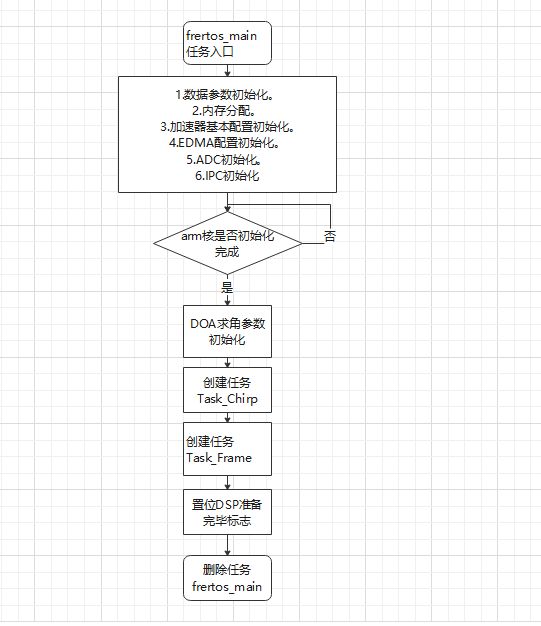 frertos_main
任务入口
1.数据参数初始化。
2.内存分配。
3.加速器基本配置初始化。
4.EDMA配置初始化。
5.ADC初始化。
6.IPC初始化
arm核是否初始化
完成
否
是
DOA求角参数
初始化
创建任务
Task_Chirp
创建任务
Task_Frame
置位DSP准备
完毕标志
删除任务
frertos_main